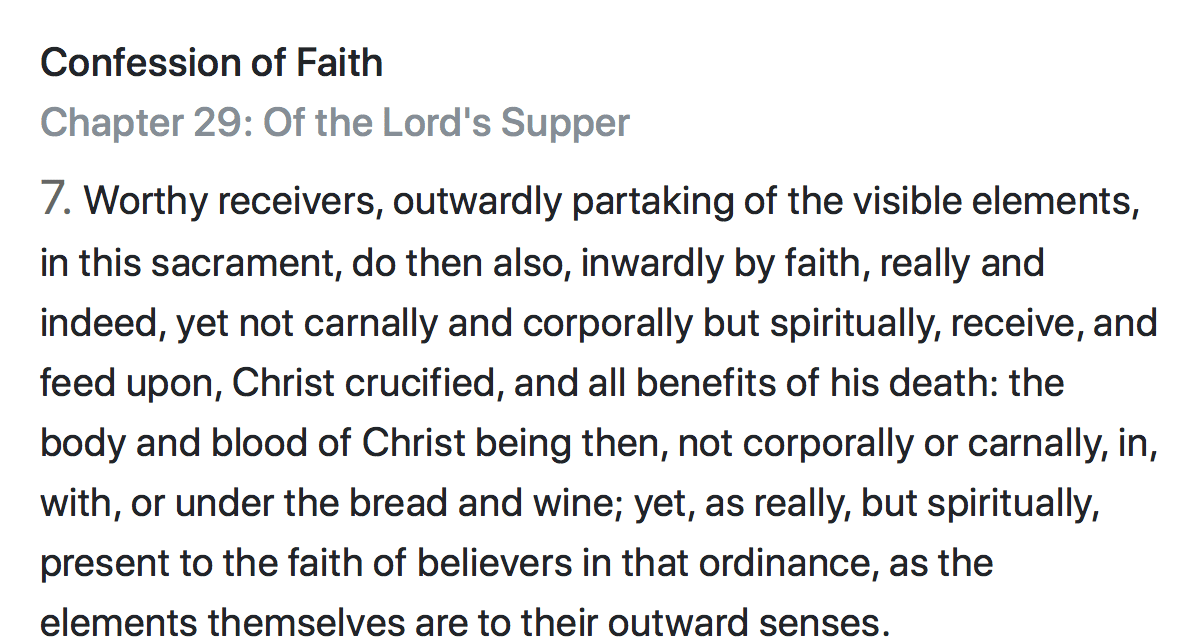 Confession of Faith
Chapter 29: Of the Lord's Supper
7. Worthy receivers, outwardly partaking of the visible elements,
in this sacrament, do then also, inwardly by faith, really and
indeed, yet not carnally and corporally but spiritually, receive, and
feed upon, Christ crucified, and all benefits of his death: the
body and blood of Christ being then, not corporally or carnally, in,
with, or under the bread and wine; yet, as really, but spiritually,
present to the faith of believers in that ordinance, as the
elements themselves are to their outward senses.